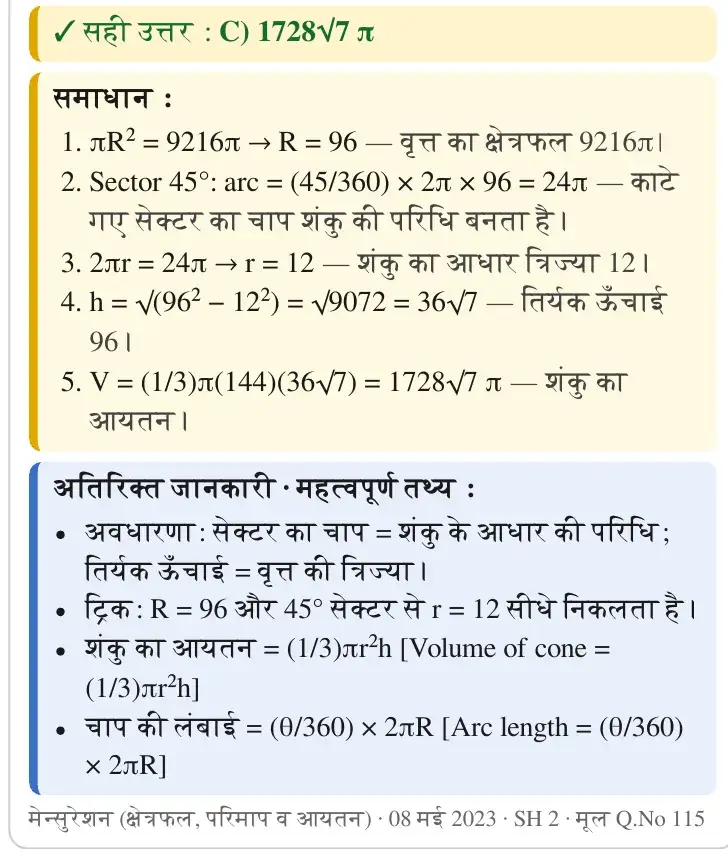 ✓ सही उत्तर : C) 1728√7 π
समाधान :
1. πR² = 9216π → R = 96 — वृत्त का क्षेत्रफल 9216π।
2. Sector 45°: arc = (45/360) × 2π × 96 = 24π — काटे
गए सेक्टर का चाप शंकु की परिधि बनता है।
3. 2πr = 24π → r = 12 — शंकु का आधार त्रिज्या 12।
4. h = √(96² − 12²) = √9072 = 36√7 — तिर्यक ऊँचाई
96।
5. V = (1/3)π(144)(36√7) = 1728√7 π — शंकु का
आयतन।
अतिरिक्त जानकारी · महत्वपूर्ण तथ्य :
• अवधारणा : सेक्टर का चाप = शंकु के आधार की परिधि ;
तिर्यक ऊँचाई = वृत्त की त्रिज्या।
• ट्रिक : R = 96 और 45° सेक्टर से r = 12 सीधे निकलता है।
• शंकु का आयतन = (1/3)πr²h [Volume of cone =
(1/3)πr²h]
• चाप की लंबाई = (θ/360) × 2πR [Arc length = (θ/360)
× 2πR]
मेन्सुरेशन (क्षेत्रफल, परिमाप व आयतन) · 08 मई 2023 · SH 2 · मूल Q.No 115